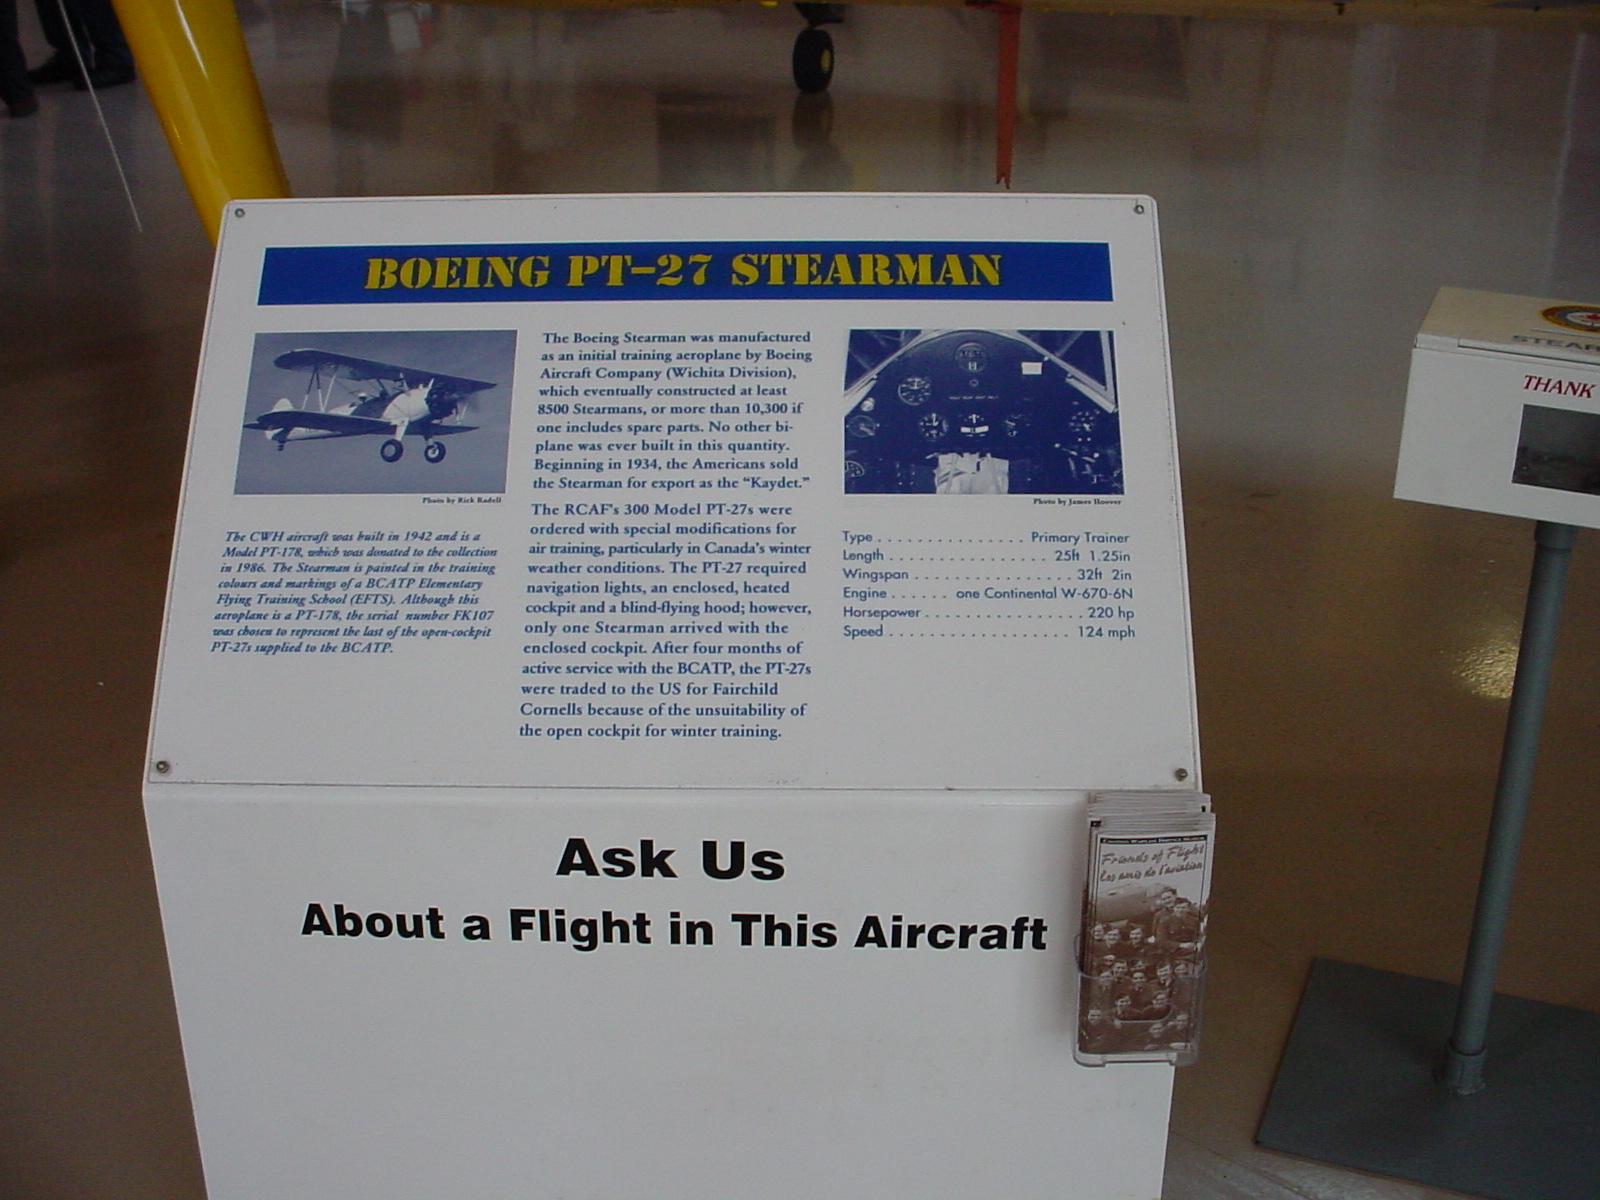 BOEING PT-27 STEARMAN
Photo by Rick Radell
The CWH aircraft was built in 1942 and is a
Model PT-178, which was donated to the collection
in 1986. The Stearman is painted in the training
colours and markings of a BCATP Elementary
Flying Training School (EFTS). Although this
aeroplane is a PT-178, the serial number FK107
was chosen to represent the last of the open-cockpit
PT-27s supplied to the BCATP.
The Boeing Stearman was manufactured
as an initial training aeroplane by Boeing
Aircraft Company (Wichita Division),
which eventually constructed at least
8500 Stearmans, or more than 10,300 if
one includes spare parts. No other bi-
plane was ever built in this quantity.
Beginning in 1934, the Americans sold
the Stearman for export as the "Kaydet."
The RCAF's 300 Model PT-27s were
ordered with special modifications for
air training, particularly in Canada's winter
weather conditions. The PT-27 required
navigation lights, an enclosed, heated
cockpit and a blind-flying hood; however,
only one Stearman arrived with the
enclosed cockpit. After four months of
active service with the BCATP, the PT-27s
were traded to the US for Fairchild
Cornells because of the unsuitability of
the open cockpit for winter training.
Photo by James Hoover
Type . . . . . . . . . . . . . . . Primary Trainer
Length . . . . . . . . . . . . . . . . . 25ft 1.25in
Wingspan . . . . . . . . . . . . . . . . 32ft 2in
Engine . . . . . . one Continental W-670-6N
Horsepower . . . . . . . . . . . . . . . . 220 hp
Speed . . . . . . . . . . . . . . . . . . 124 mph
Ask Us
About a Flight in This Aircraft
Canadian Warplane Heritage Museum
Friends of Flight
les amis de l'aviation
STEAR
THANK